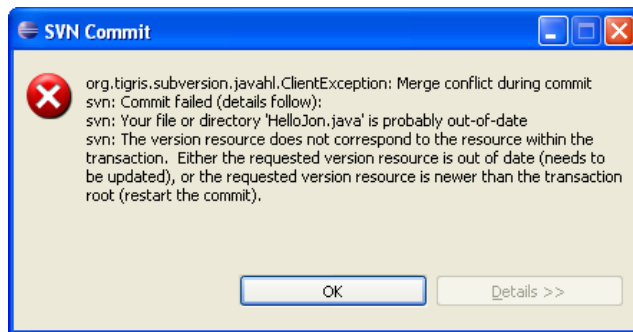 SVN Commit
org.tigris.subversion.javahl.ClientException: Merge conflict during commit
svn: Commit failed (details follow):
svn: Your file or directory 'HelloJon.java' is probably out-of-date
svn: The version resource does not correspond to the resource within the
transaction.  Either the requested version resource is out of date (needs to
be updated), or the requested version resource is newer than the transaction
root (restart the commit).
OK
Details >>